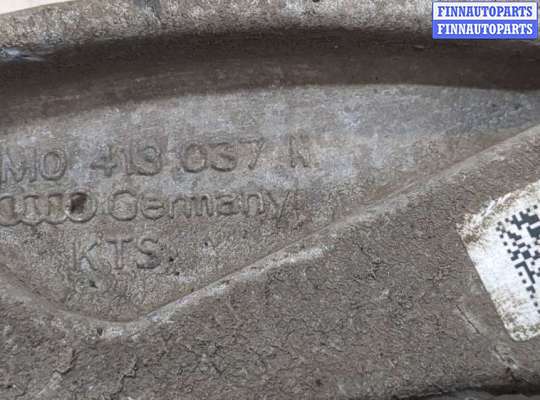 FINNAUTOPARTS
FINNAUTOPARTS
M0 413 037 N
Germany
KTS